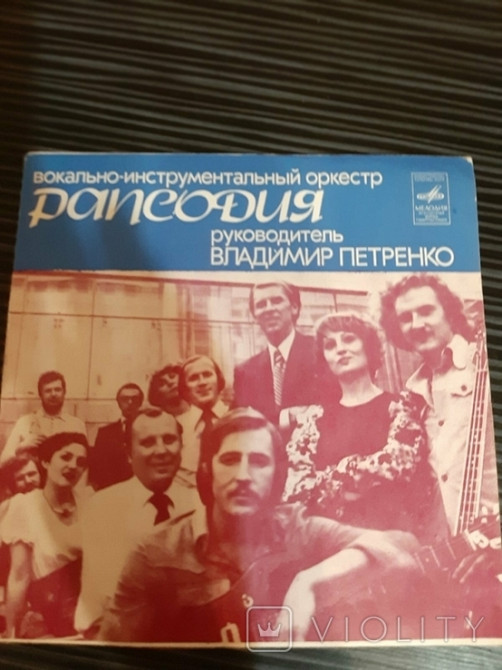 вокально-инструментальный оркестр
рапсодия
руководитель
ВЛАДИМИР ПЕТРЕНКО
МЕЛОДИЯ
VIOLITY